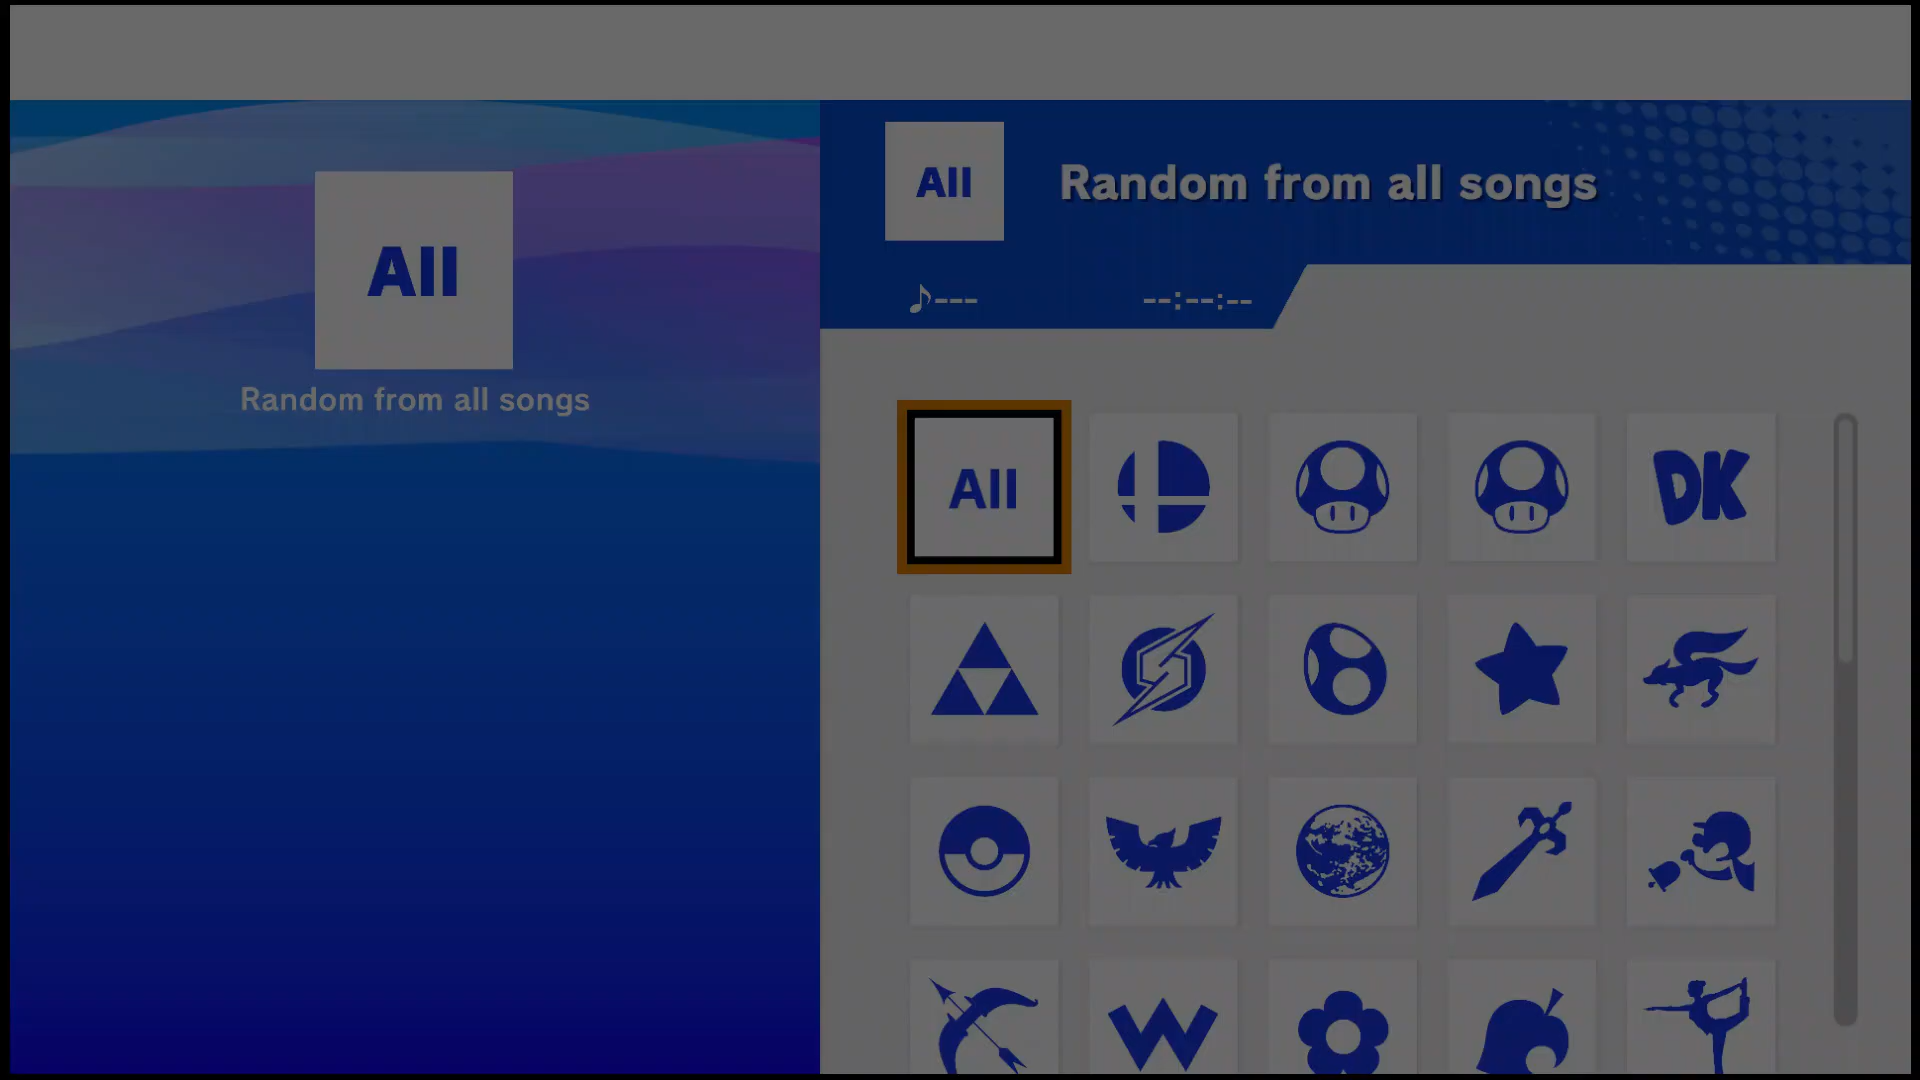 All
Random from all songs
All
Random from all songs
♪---
--:--:--
All
DK
W